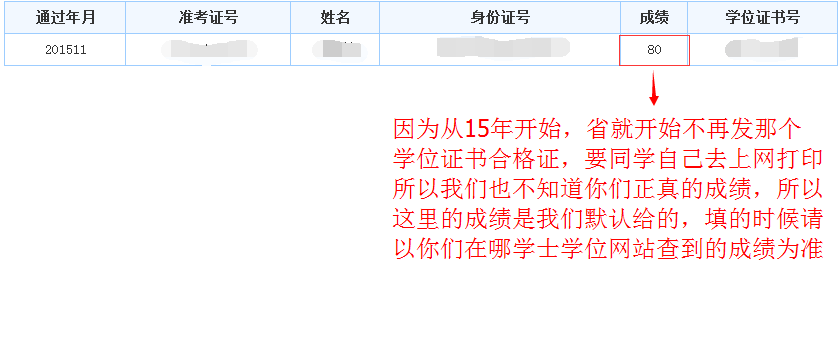 通过年月 准考证号 姓名 身份证号 成绩 学位证书号
201511 80
因为从15年开始，省就开始不再发那个
学位证书合格证，要同学自己去上网打印
所以我们也不知道你们正真的成绩，所以
这里的成绩是我们默认给的，填的时候请
以你们在哪学士学位网站查到的成绩为准